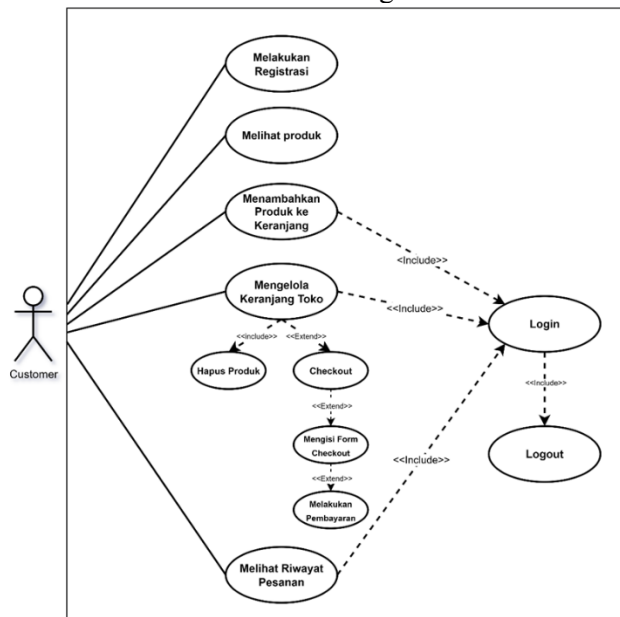 Melakukan
Registrasi
Melihat produk
Menambahkan
Produk ke
Keranjang
<Include>>
Mengelola
Keranjang Toko
<<Include>>
Login
Customer
<<include>>
<<Extend>>
Hapus Produk
Checkout
<<Include>>
<<Extend>>
Mengisi Form
Checkout
<<Include>>
Logout
<<Extend>>
Melakukan
Pembayaran
Melihat Riwayat
Pesanan